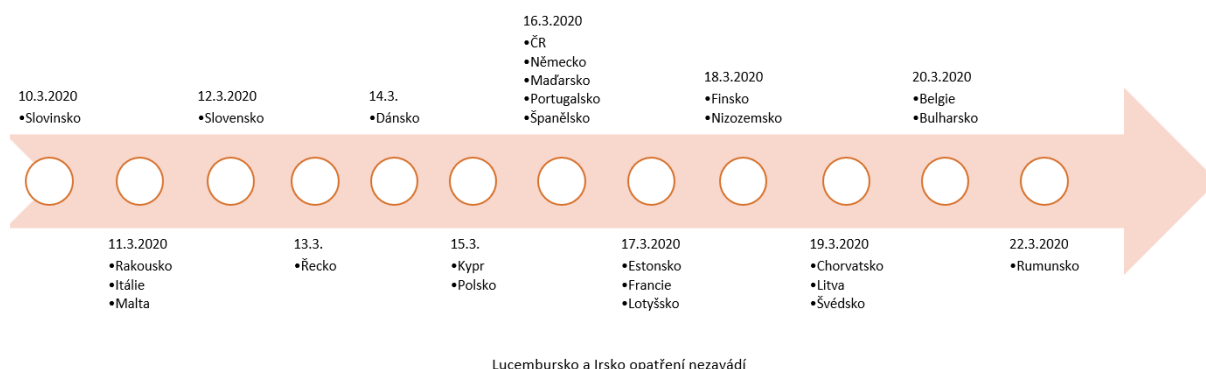 10.3.2020
•Slovinsko
11.3.2020
•Rakousko
•Itálie
•Malta
12.3.2020
•Slovensko
13.3.
•Řecko
14.3.
•Dánsko
15.3.
•Kypr
•Polsko
16.3.2020
•ČR
•Německo
•Maďarsko
•Portugalsko
•Španělsko
17.3.2020
•Estonsko
•Francie
•Lotyšsko
18.3.2020
•Finsko
•Nizozemsko
19.3.2020
•Chorvatsko
•Litva
•Švédsko
20.3.2020
•Belgie
•Bulharsko
22.3.2020
•Rumunsko
Lucembursko a Irsko opatření nezavádí